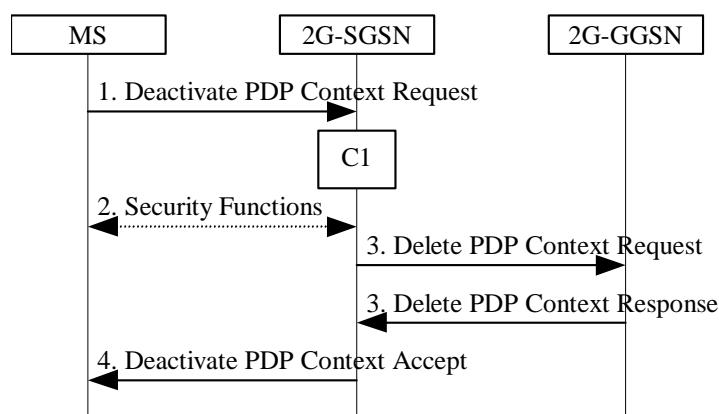 MS
2G-SGSN
2G-GGSN
1. Deactivate PDP Context Request
C1
2. Security Functions
3. Delete PDP Context Request
3. Delete PDP Context Response
4. Deactivate PDP Context Accept